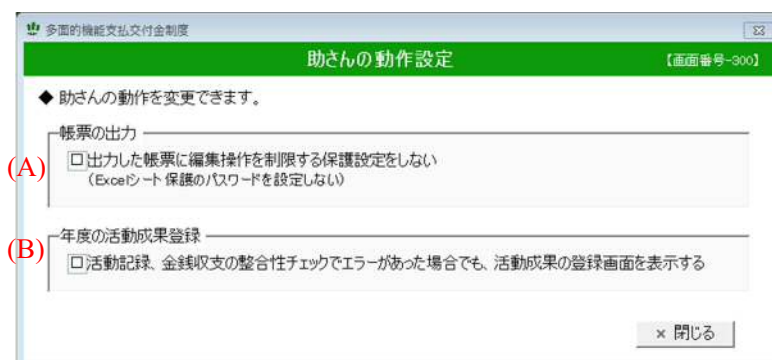 多面的機能支払交付金制度
助さんの動作設定
【画面番号-300】
◆ 助さんの動作を変更できます。
帳票の出力
(A)
出力した帳票に編集操作を制限する保護設定をしない
(Excelシート保護のパスワードを設定しない)
年度の活動成果登録
(B)
活動記録、金銭収支の整合性チェックでエラーがあった場合でも、活動成果の登録画面を表示する
× 閉じる